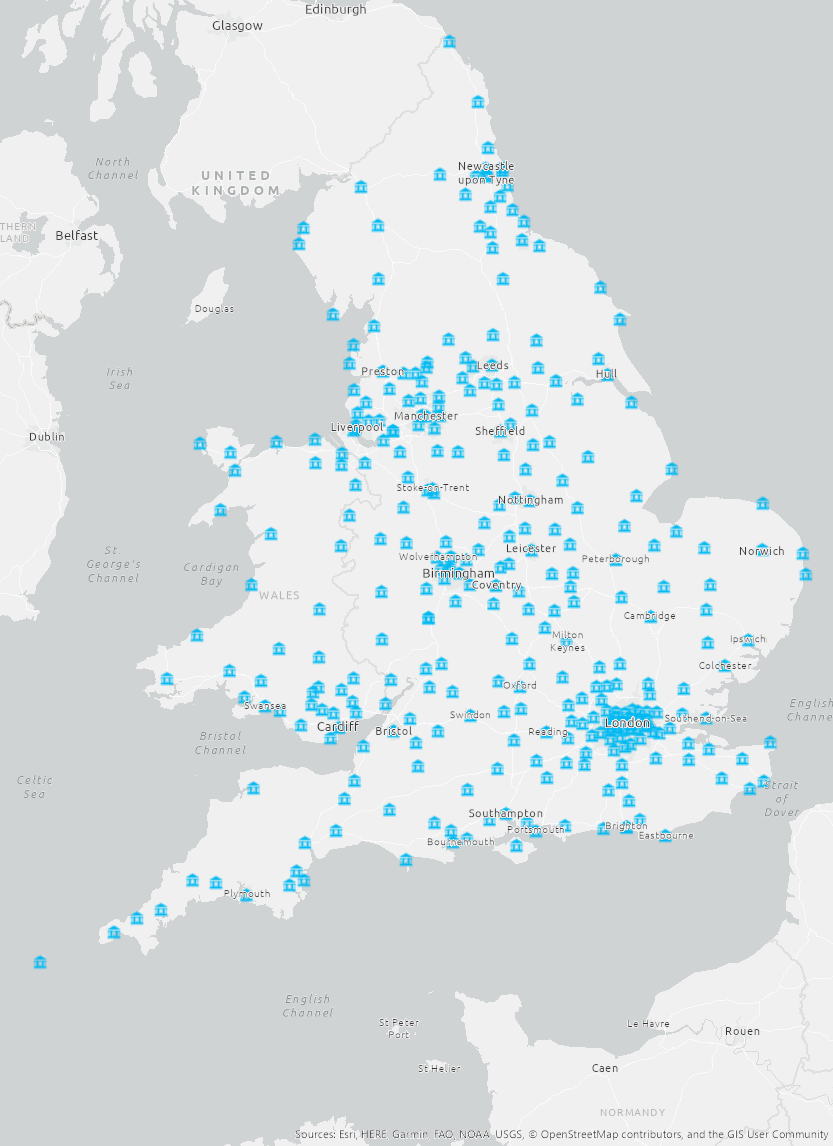 Edinburgh
Glasgow
North
Channel
UNITED
KINGDOM
Newcastle
upon Tyne
THERN
LAND
Belfast
Douglas
Irish
Sea
Preston
Leeds
Hull
Manchester
Liverpool
Sheffield
Dublin
Stoke-on-Trent
Nottingham
St.
George's
Channel
Cardigan
Bay
WALES
Wolverhampton
Birmingham
Leicester
Coventry
Peterborough
Norwich
Cambridge
Ipswich
Milton
Keynes
Colchester
Oxford
Swansea
Swindon
Cardiff
Bristol
Reading
London
Southend-on-Sea
English
Channe
Bristol
Channel
Celtic
Sea
Strait
of
Dover
Southampton
Portsmouth
Brighton
Eastbourne
Bournemouth
Plymouth
English
Channel
St Peter
Port
St Helier
Le Havre
Rouen
Caen
NORMANDY
Sources: Esri, HERE, Garmin, FAO, NOAA, USGS, © OpenStreetMap contributors, and the GIS User Community